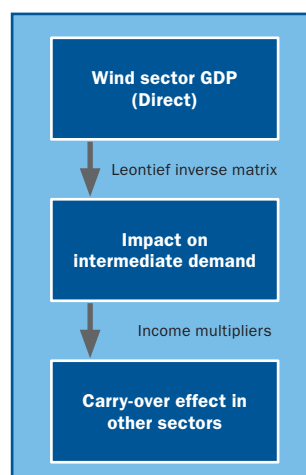 Wind sector GDP
(Direct)
Leontief inverse matrix
Impact on
intermediate demand
Income multipliers
Carry-over effect in
other sectors